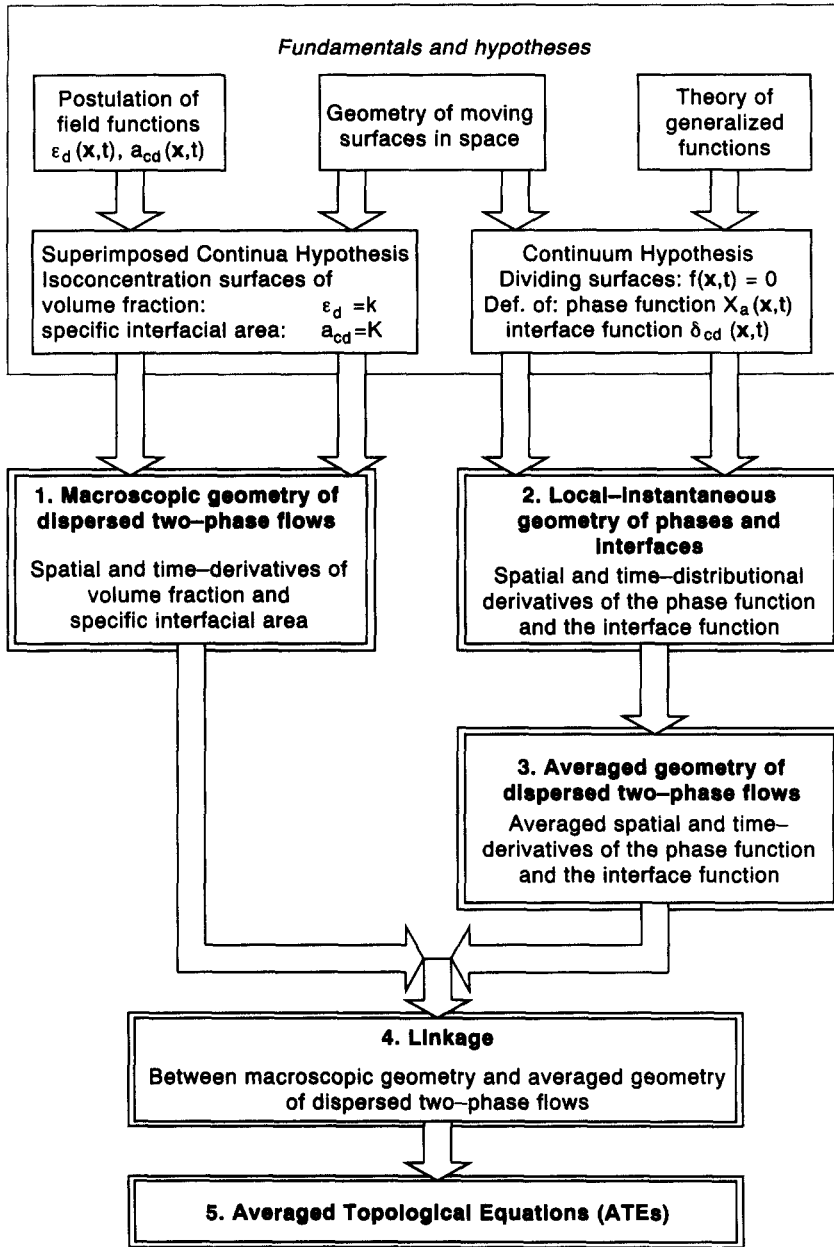 Fundamentals and hypotheses
Postulation of
field functions
ε_d (x,t), a_cd (x,t)
Geometry of moving
surfaces in space
Theory of
generalized
functions
Superimposed Continua Hypothesis
Isoconcentration surfaces of
volume fraction: ε_d =k
specific interfacial area: a_cd=K
Continuum Hypothesis
Dividing surfaces: f(x,t) = 0
Def. of: phase function X_a (x,t)
interface function δ_cd (x,t)
1. Macroscopic geometry of
dispersed two–phase flows
Spatial and time–derivatives of
volume fraction and
specific interfacial area
2. Local–instantaneous
geometry of phases and
interfaces
Spatial and time–distributional
derivatives of the phase function
and the interface function
3. Averaged geometry of
dispersed two–phase flows
Averaged spatial and time–
derivatives of the phase function
and the interface function
4. Linkage
Between macroscopic geometry and averaged geometry
of dispersed two–phase flows
5. Averaged Topological Equations (ATEs)